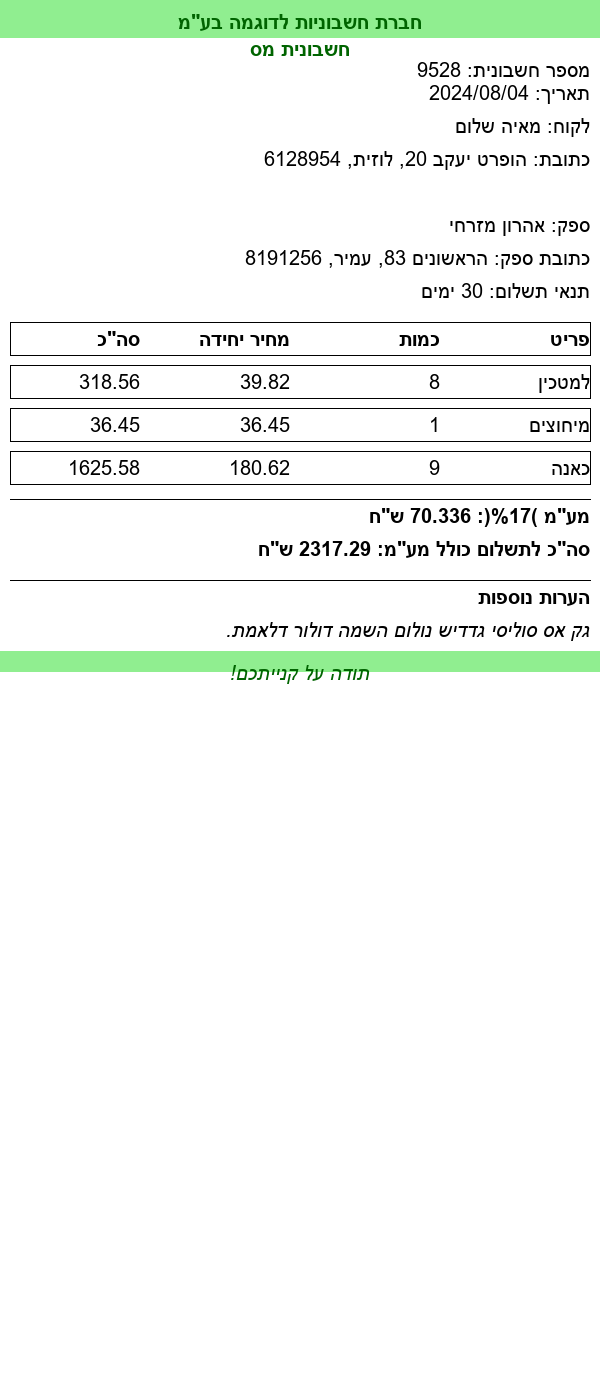 חברת חשבוניות לדוגמה בע"מ
חשבונית מס
מספר חשבונית: 9528
תאריך: 2024/08/04
לקוח: מאיה שלום
כתובת: הופרט יעקב 20, לוזית, 6128954
ספק: אהרון מזרחי
כתובת ספק: הראשונים 83, עמיר, 8191256
תנאי תשלום: 30 ימים
פריט כמות מחיר יחידה סה"כ
למטכין 8 39.82 318.56
מיחוצים 1 36.45 36.45
כאנה 9 180.62 1625.58
מע"מ )17%(: 70.336 ש"ח
סה"כ לתשלום כולל מע"מ: 2317.29 ש"ח
הערות נוספות
גק אס סוליסי גדדיש נולום השמה דולור דלאמת.
תודה על קנייתכם!